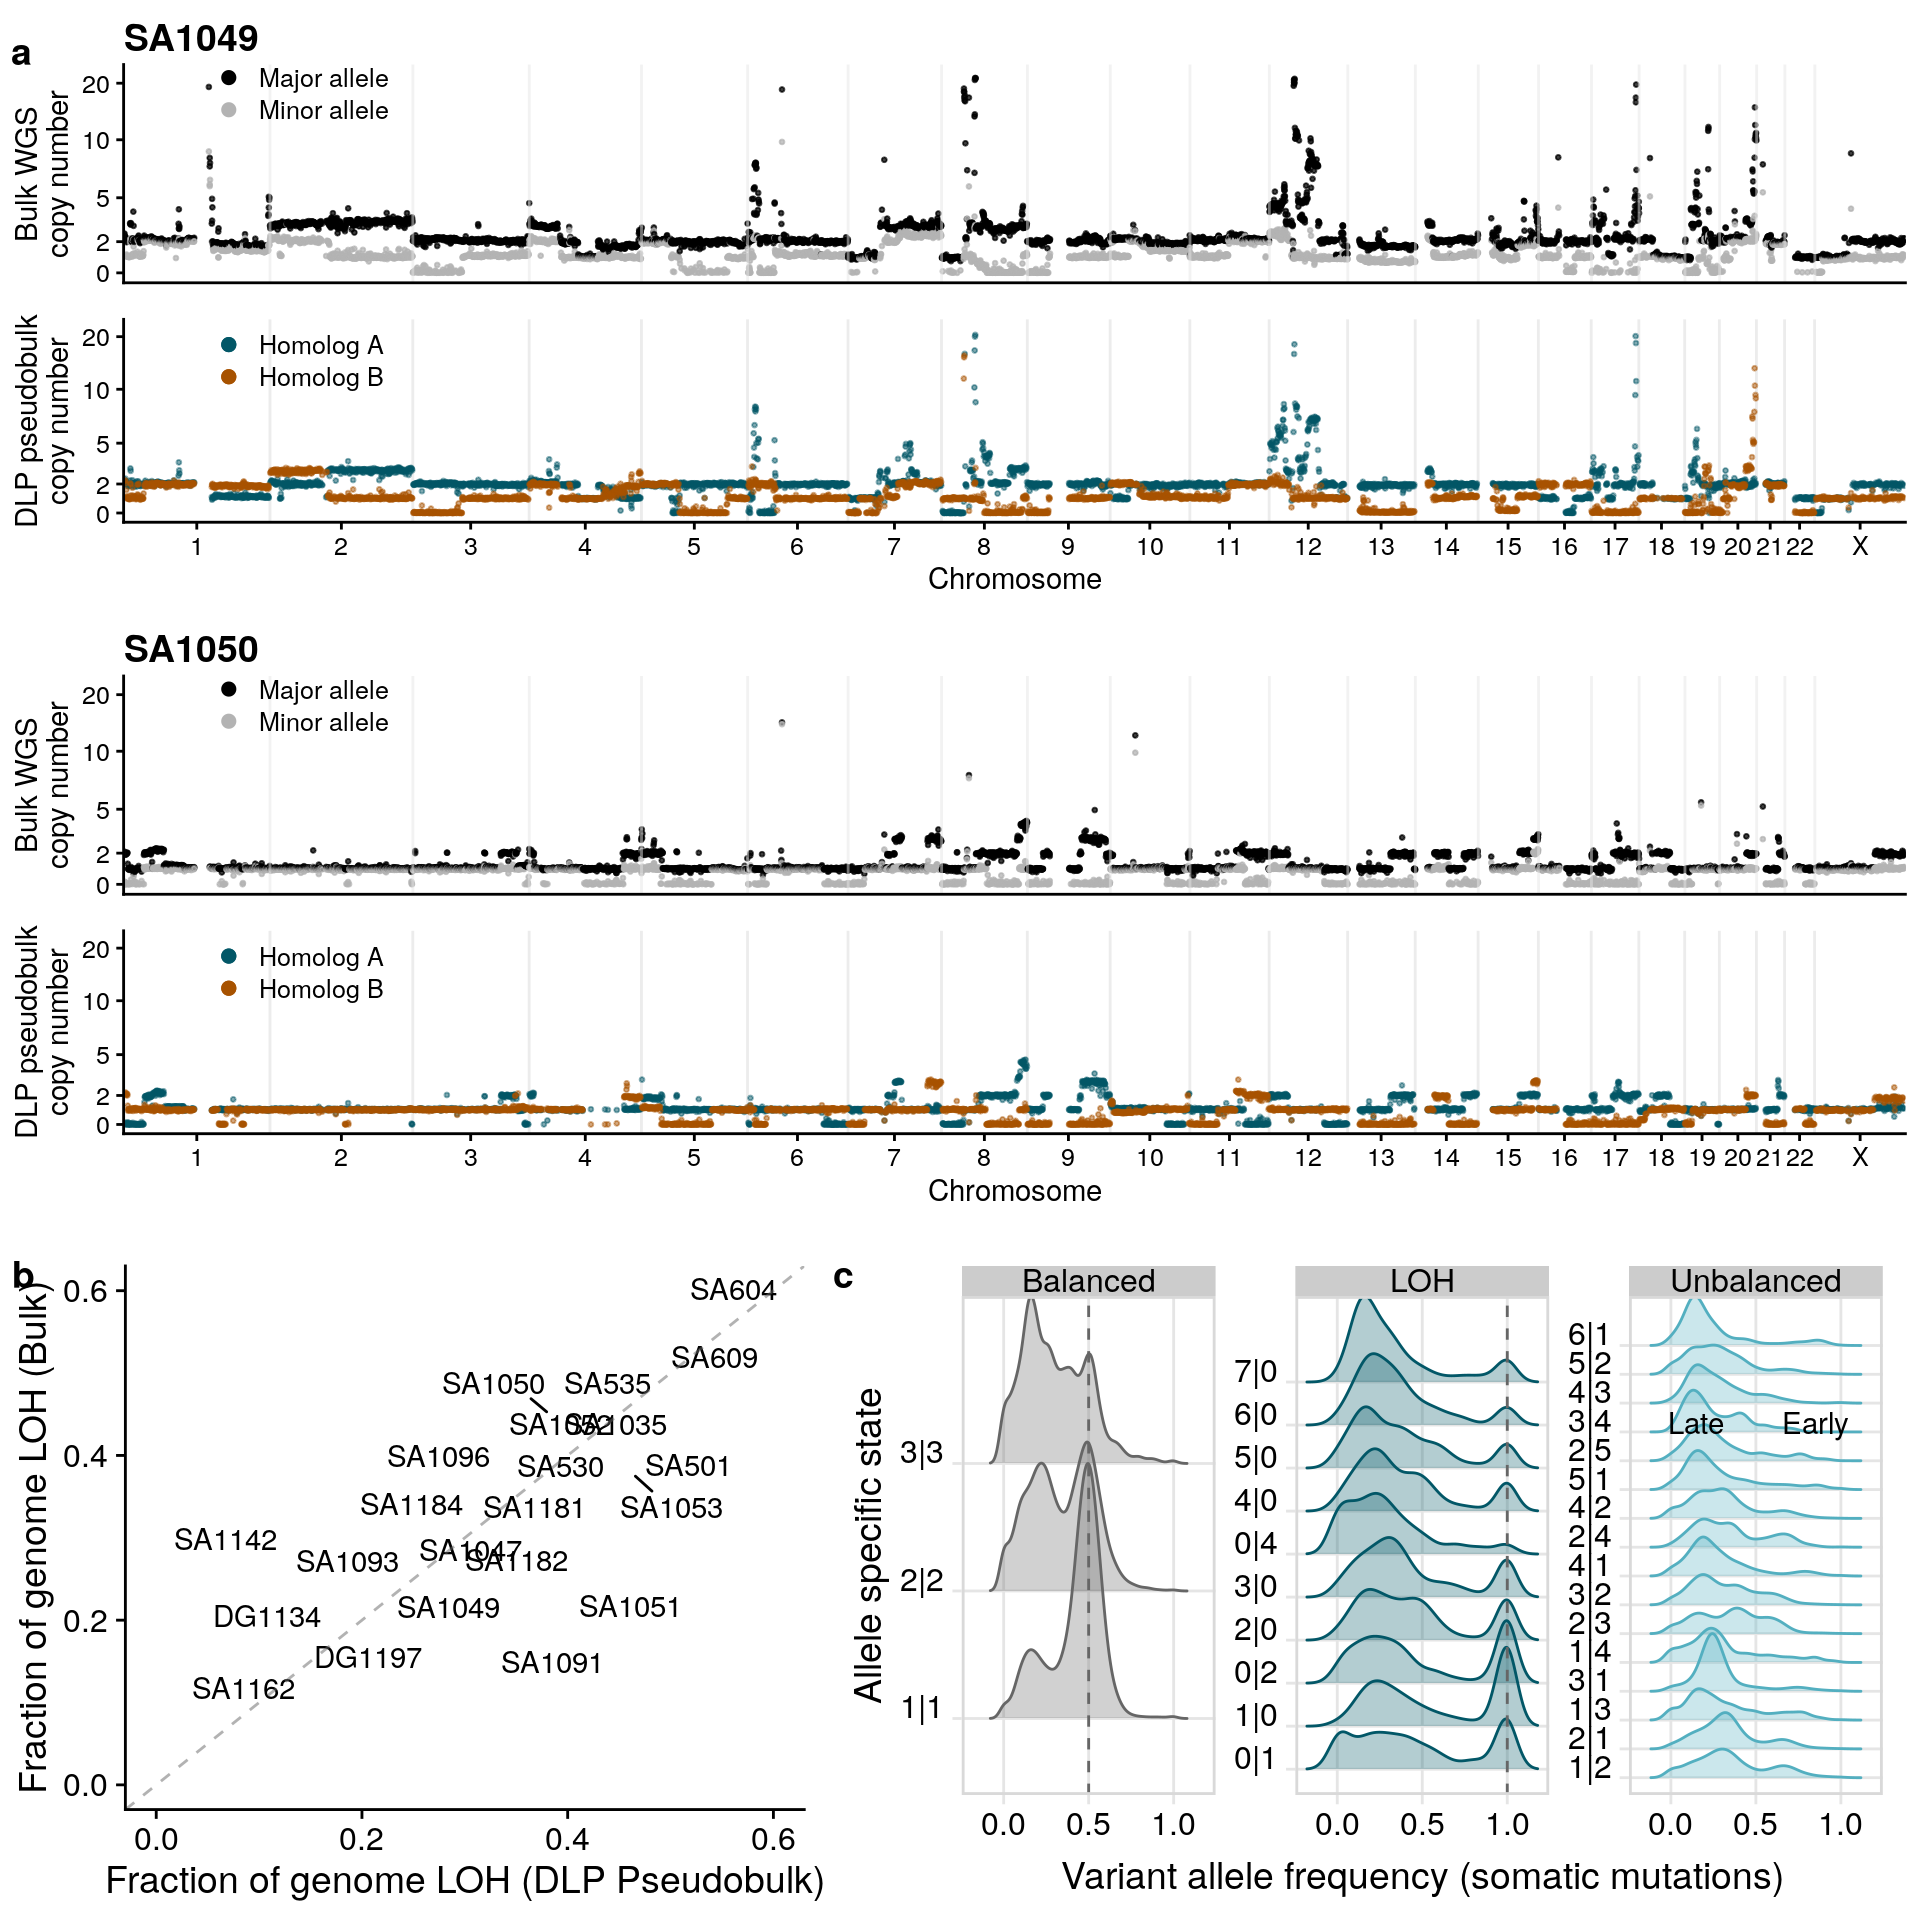 a
SA1049
Bulk WGS
copy number
20
10
5
2
0
Major allele
Minor allele
DLP pseudobulk
copy number
20
10
5
2
0
Homolog A
Homolog B
1 2 3 4 5 6 7 8 9 10 11 12 13 14 15 16 17 18 19 20 21 22 X
Chromosome
SA1050
Bulk WGS
copy number
20
10
5
2
0
Major allele
Minor allele
DLP pseudobulk
copy number
20
10
5
2
0
Homolog A
Homolog B
1 2 3 4 5 6 7 8 9 10 11 12 13 14 15 16 17 18 19 20 21 22 X
Chromosome
b
Fraction of genome LOH (Bulk)
0.6
0.4
0.2
0.0
SA604
SA609
SA1050 SA535
SA1052 SA1035
SA1096 SA530 SA501
SA1184 SA1181 SA1053
SA1142 SA1047
SA1093 SA1182
DG1134 SA1049 SA1051
DG1197 SA1091
SA1162
0.0 0.2 0.4 0.6
Fraction of genome LOH (DLP Pseudobulk)
c
Allele specific state
Balanced
3|3
2|2
1|1
0.0 0.5 1.0
LOH
7|0
6|0
5|0
4|0
0|4
3|0
2|0
0|2
1|0
0|1
0.0 0.5 1.0
Unbalanced
6|1
5|2
4|3
3|4
Late Early
2|5
5|1
4|2
2|4
4|1
3|2
2|3
1|4
3|1
1|3
2|1
1|2
0.0 0.5 1.0
Variant allele frequency (somatic mutations)